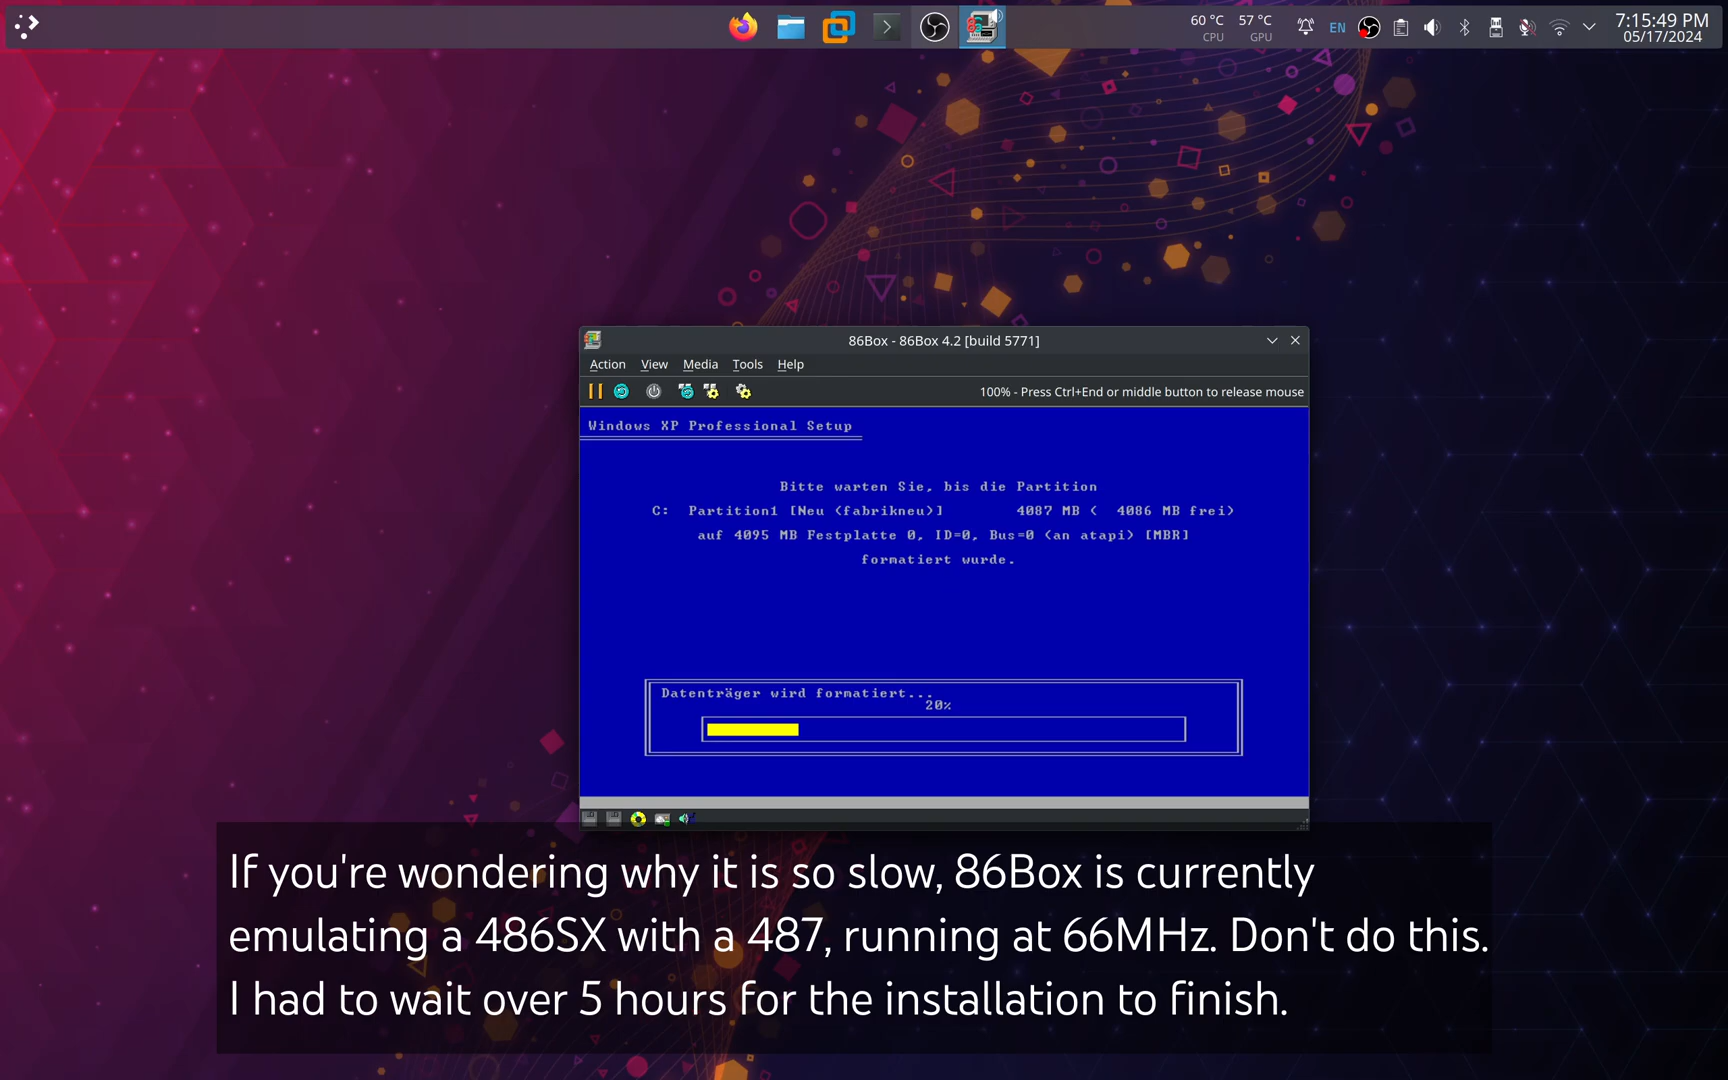 60 °C
CPU
57 °C
GPU
EN
7:15:49 PM
05/17/2024
86Box - 86Box 4.2 [build 5771]
Action View Media Tools Help
100% - Press Ctrl+End or middle button to release mouse
Windows XP Professional Setup
Bitte warten Sie, bis die Partition
C: Partition1 [Neu (fabrikneu)] 4087 MB ( 4086 MB frei)
auf 4095 MB Festplatte 0, ID=0, Bus=0 (an atapi) [MBR]
formatiert wurde.
Datenträger wird formatiert...
20%
If you're wondering why it is so slow, 86Box is currently
emulating a 486SX with a 487, running at 66MHz. Don't do this.
I had to wait over 5 hours for the installation to finish.